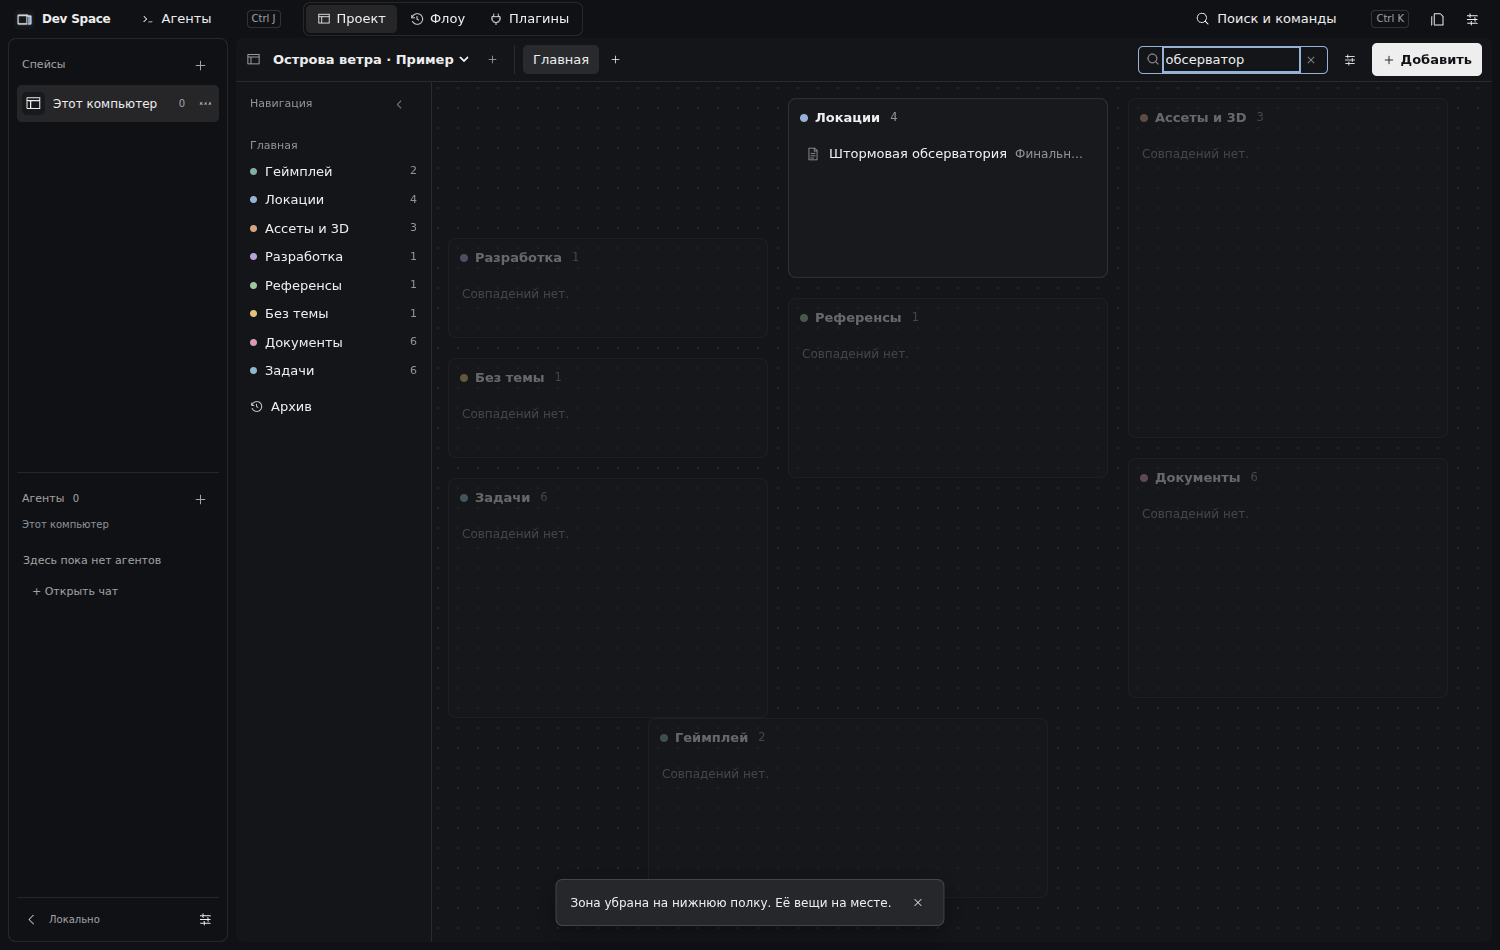 Dev Space
Агенты
Ctrl J
Проект
Флоу
Плагины
Поиск и команды
Ctrl K
Спейсы
Этот компьютер 0
Агенты 0
Этот компьютер
Здесь пока нет агентов
+ Открыть чат
Локально
Острова ветра · Пример
Главная
обсерватор
Добавить
Навигация
Главная
Геймплей 2
Локации 4
Ассеты и 3D 3
Разработка 1
Референсы 1
Без темы 1
Документы 6
Задачи 6
Архив
Локации 4
Штормовая обсерватория Финальн...
Ассеты и 3D 3
Совпадений нет.
Разработка 1
Совпадений нет.
Референсы 1
Совпадений нет.
Без темы 1
Совпадений нет.
Документы 6
Совпадений нет.
Задачи 6
Совпадений нет.
Геймплей 2
Совпадений нет.
Зона убрана на нижнюю полку. Её вещи на месте.